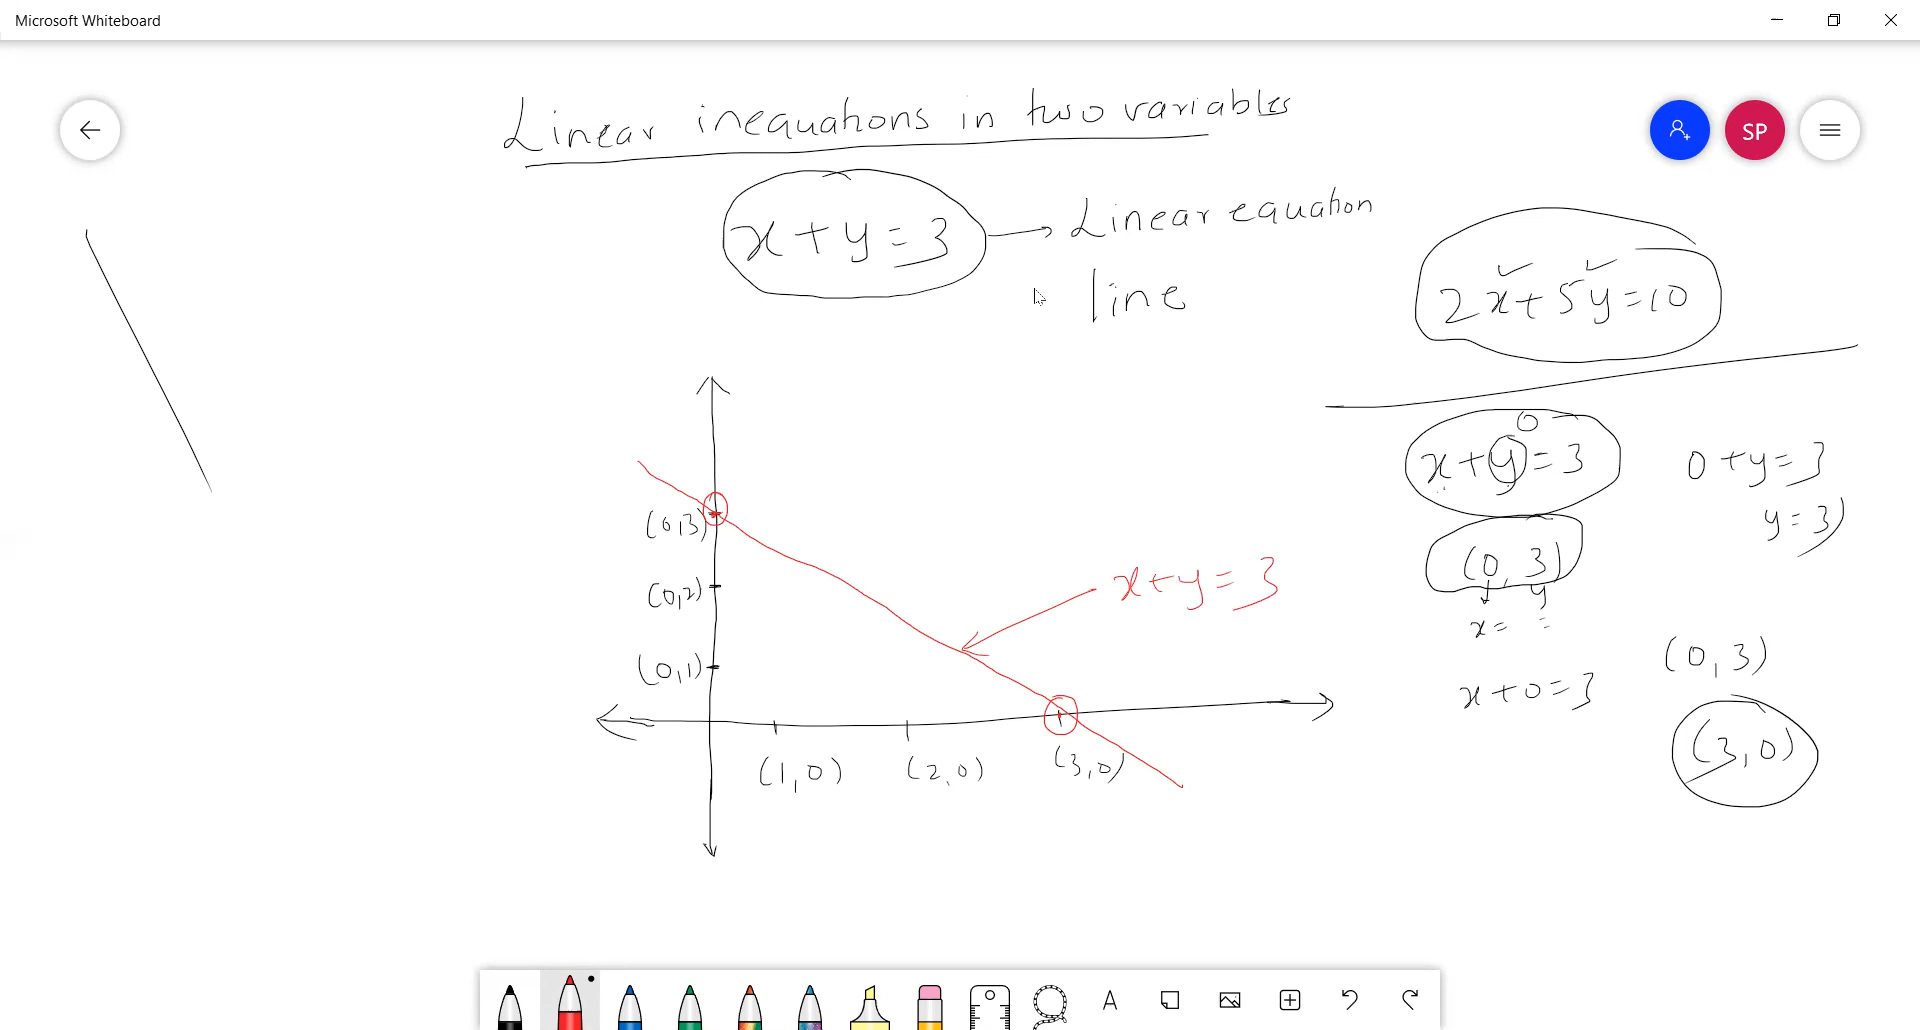 Microsoft Whiteboard
Linear inequations in two variables
SP
x+y=3 → Linear equation
line
2x+5y=10
0
x+y=3
0+y=3
y=3
(0,3)
(0,2)
(0,1)
(1,0)
(2,0)
(3,0)
x+y=3
(0, 3)
y
x= =
(0, 3)
x+0=3
(3,0)
A